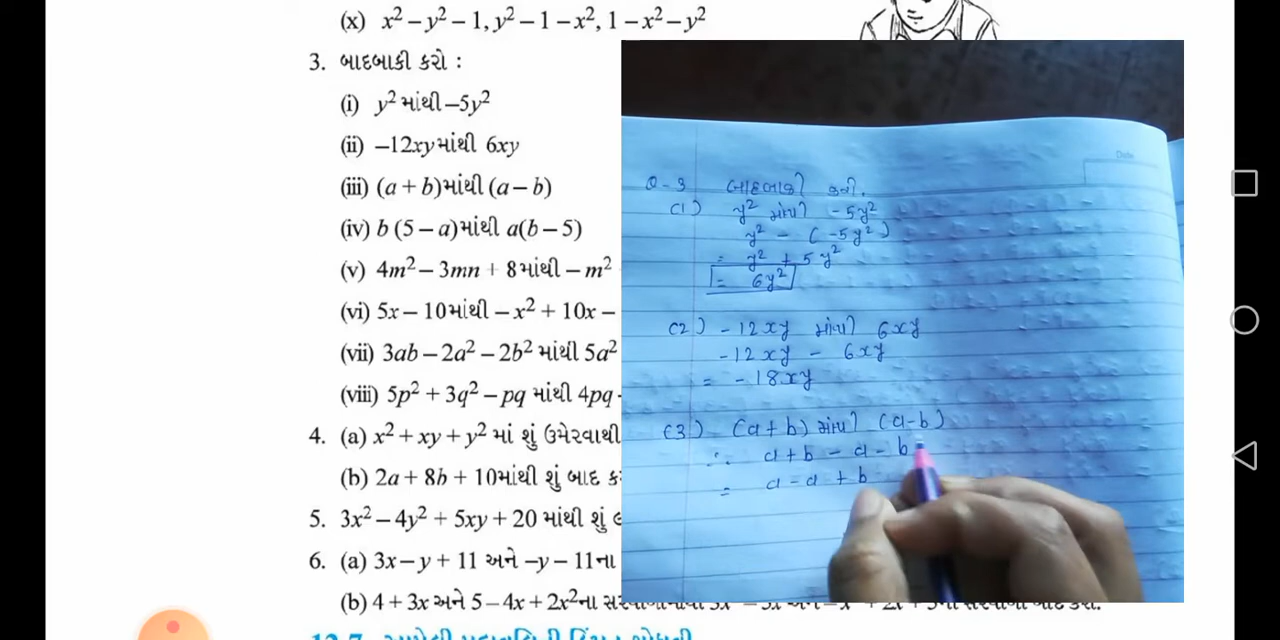 (x) x² – y² – 1, y² – 1 – x², 1 – x² – y²
3. બાદબાકી કરો :
(i) y² માંથી –5y²
(ii) –12xy માંથી 6xy
(iii) (a + b) માંથી (a – b)
(iv) b (5 – a) માંથી a(b – 5)
(v) 4m² – 3mn + 8 માંથી – m²
(vi) 5x – 10 માંથી – x² + 10x –
(vii) 3ab – 2a² – 2b² માંથી 5a²
(viii) 5p² + 3q² – pq માંથી 4pq
4. (a) x² + xy + y² માં શું ઉમેરવાથી
(b) 2a + 8b + 10 માંથી શું બાદ
5. 3x² – 4y² + 5xy + 20 માંથી શું
6. (a) 3x – y + 11 અને –y – 11ના
(b) 4 + 3x અને 5 – 4x + 2x²ના
Date
Q-3 બાદબાકી કરો.
(1) y² માંથી -5y²
y² - (-5y²)
= y² + 5y²
= 6y²
(2) -12xy માંથી 6xy
-12xy - 6xy
= -18xy
(3) (a+b) માંથી (a-b)
∴ a+b - a - b
= a - a + b